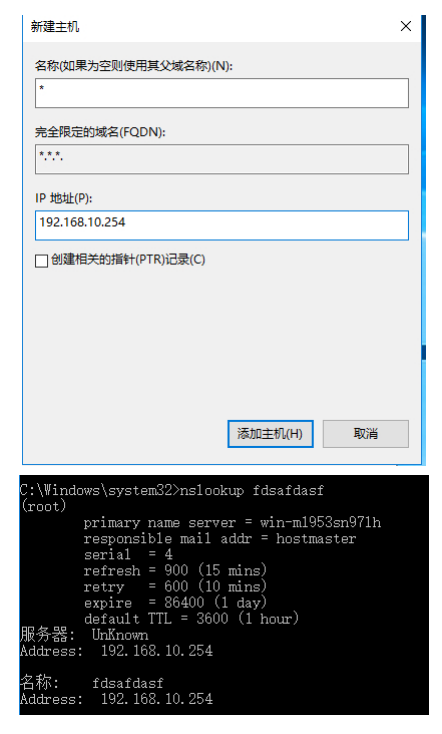 新建主机
名称(如果为空则使用其父域名称)(N):
*
完全限定的域名(FQDN):
*.*.*.
IP 地址(P):
192.168.10.254
创建相关的指针(PTR)记录(C)
添加主机(H)
取消
C:\Windows\system32>nslookup fdsafdasf
(root)
primary name server = win-m1953sn971h
responsible mail addr = hostmaster
serial = 4
refresh = 900 (15 mins)
retry = 600 (10 mins)
expire = 86400 (1 day)
default TTL = 3600 (1 hour)
服务器: UnKnown
Address: 192.168.10.254
名称: fdsafdasf
Address: 192.168.10.254